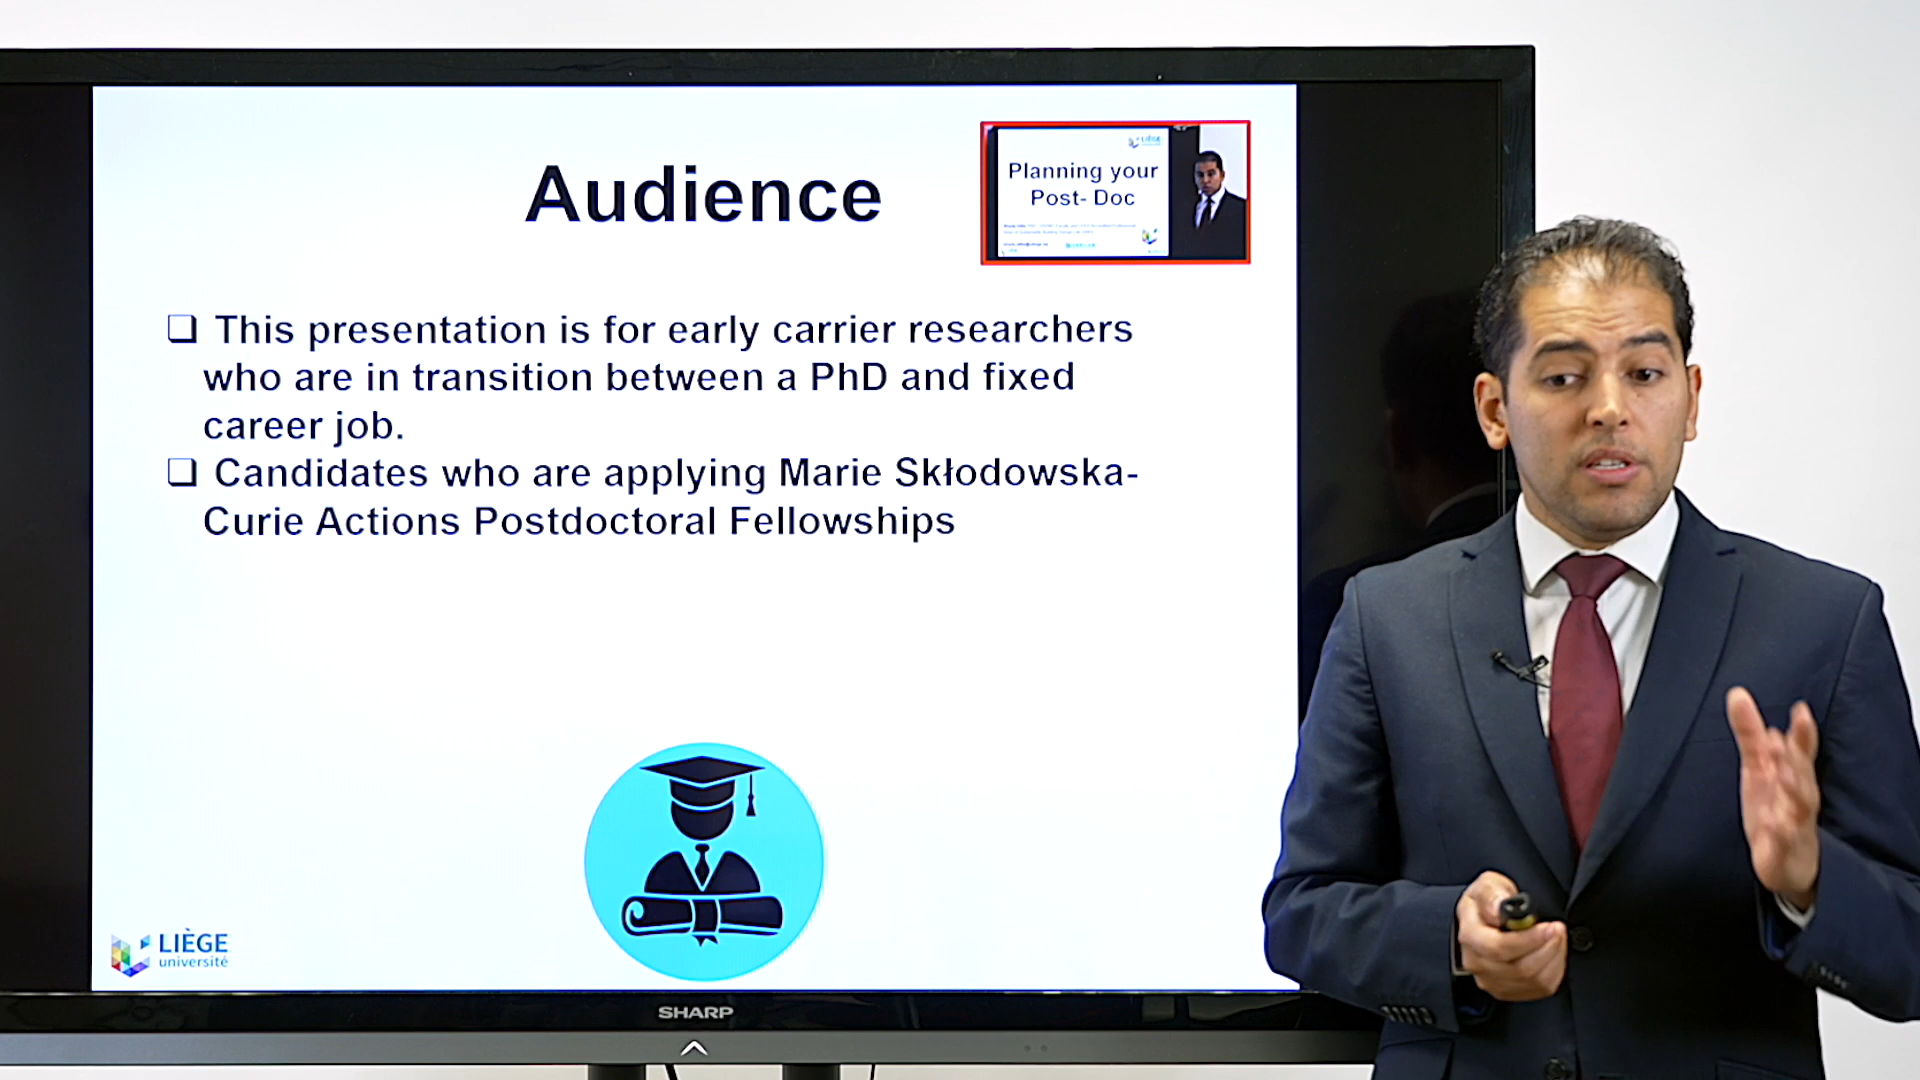 Audience
Planning your
Post- Doc
❏ This presentation is for early carrier researchers
who are in transition between a PhD and fixed
career job.
❏ Candidates who are applying Marie Skłodowska-
Curie Actions Postdoctoral Fellowships
LIÈGE
université
SHARP